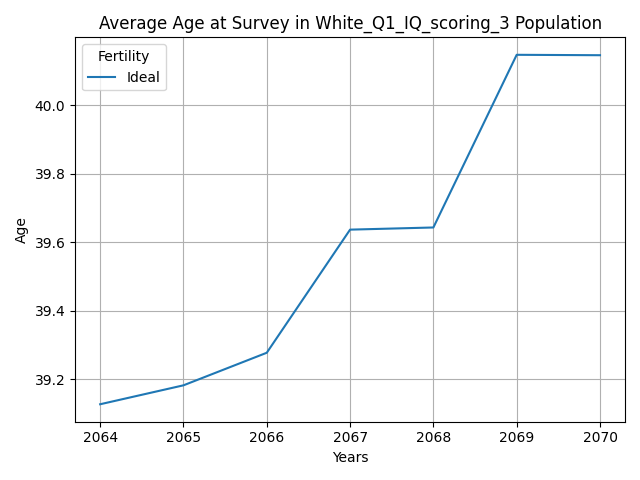 Average Age at Survey in White_Q1_IQ_scoring_3 Population
Fertility
Ideal
Age
40.0
39.8
39.6
39.4
39.2
2064 2065 2066 2067 2068 2069 2070
Years